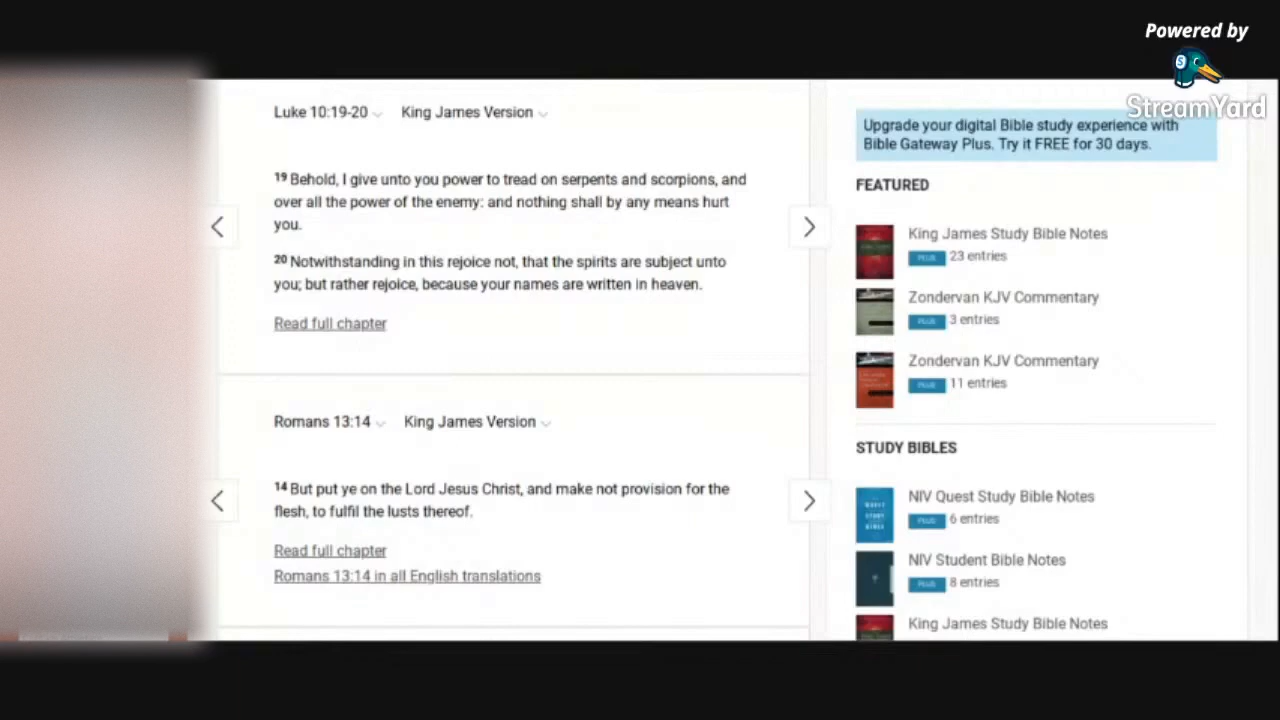 Powered by
StreamYard
Luke 10:19-20 King James Version
19 Behold, I give unto you power to tread on serpents and scorpions, and
over all the power of the enemy: and nothing shall by any means hurt
you.
20 Notwithstanding in this rejoice not, that the spirits are subject unto
you; but rather rejoice, because your names are written in heaven.
Read full chapter
Romans 13:14 King James Version
14 But put ye on the Lord Jesus Christ, and make not provision for the
flesh, to fulfil the lusts thereof.
Read full chapter
Romans 13:14 in all English translations
Upgrade your digital Bible study experience with
Bible Gateway Plus. Try it FREE for 30 days.
FEATURED
King James Study Bible Notes
PLUS 23 entries
Zondervan KJV Commentary
PLUS 3 entries
Zondervan KJV Commentary
PLUS 11 entries
STUDY BIBLES
NIV Quest Study Bible Notes
PLUS 6 entries
NIV Student Bible Notes
PLUS 8 entries
King James Study Bible Notes